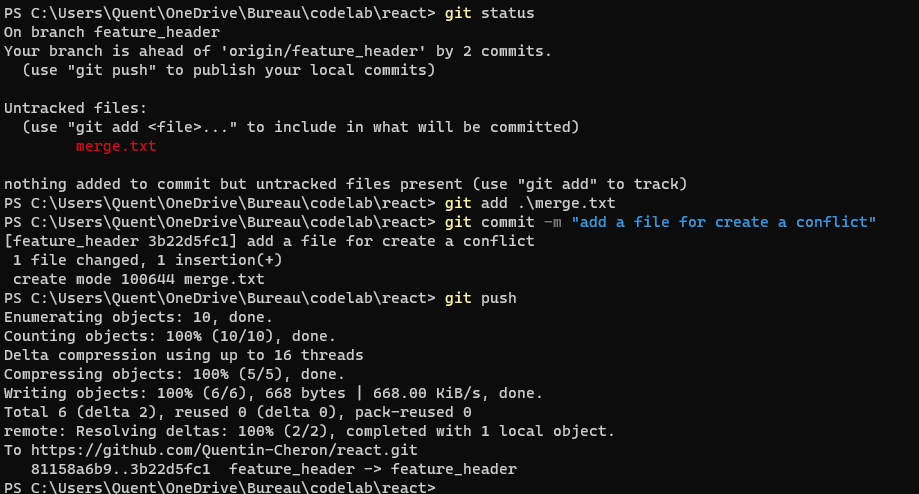 PS C:\Users\Quent\OneDrive\Bureau\codelab\react> git status
On branch feature_header
Your branch is ahead of 'origin/feature_header' by 2 commits.
  (use "git push" to publish your local commits)

Untracked files:
  (use "git add <file>..." to include in what will be committed)
        merge.txt

nothing added to commit but untracked files present (use "git add" to track)
PS C:\Users\Quent\OneDrive\Bureau\codelab\react> git add .\merge.txt
PS C:\Users\Quent\OneDrive\Bureau\codelab\react> git commit -m "add a file for create a conflict"
[feature_header 3b22d5fc1] add a file for create a conflict
 1 file changed, 1 insertion(+)
 create mode 100644 merge.txt
PS C:\Users\Quent\OneDrive\Bureau\codelab\react> git push
Enumerating objects: 10, done.
Counting objects: 100% (10/10), done.
Delta compression using up to 16 threads
Compressing objects: 100% (5/5), done.
Writing objects: 100% (6/6), 668 bytes | 668.00 KiB/s, done.
Total 6 (delta 2), reused 0 (delta 0), pack-reused 0
remote: Resolving deltas: 100% (2/2), completed with 1 local object.
To https://github.com/Quentin-Cheron/react.git
   81158a6b9..3b22d5fc1  feature_header -> feature_header
PS C:\Users\Quent\OneDrive\Bureau\codelab\react>